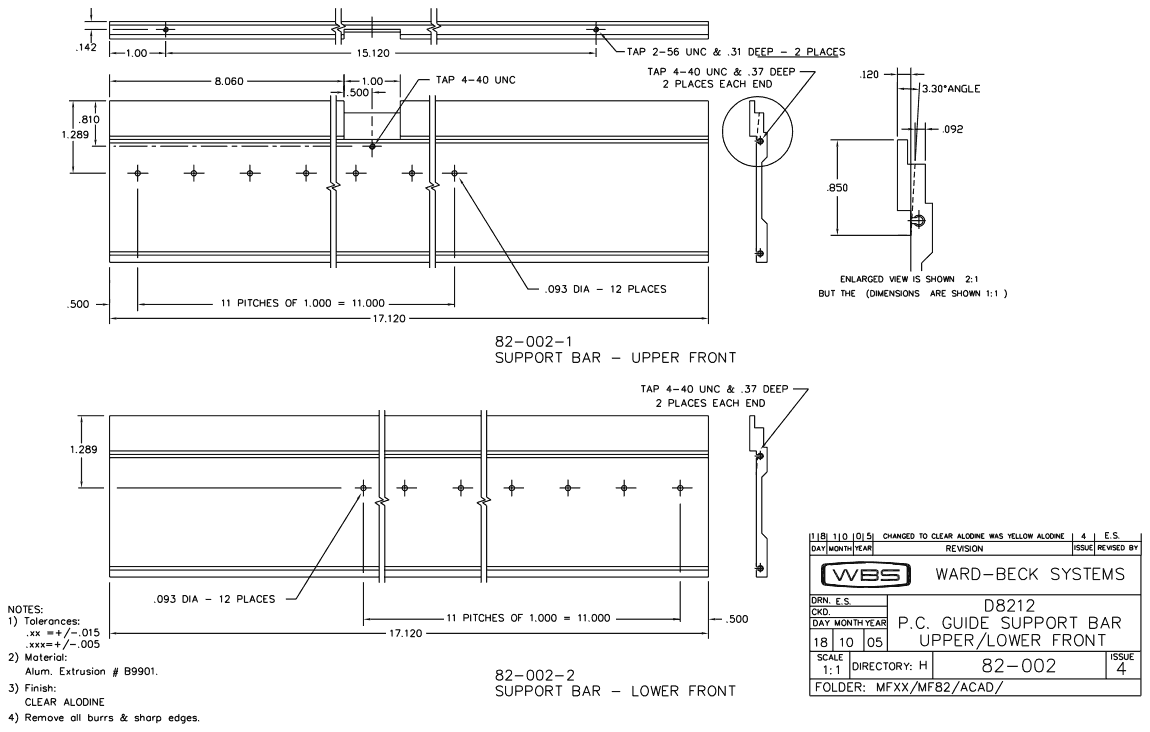 .142
1.00
15.120
TAP 2-56 UNC & .31 DEEP - 2 PLACES
8.060
1.00
.500
TAP 4-40 UNC
TAP 4-40 UNC & .37 DEEP
2 PLACES EACH END
.810
1.289
.120
3.30°ANGLE
.092
.850
ENLARGED VIEW IS SHOWN 2:1
BUT THE (DIMENSIONS ARE SHOWN 1:1 )
.093 DIA - 12 PLACES
.500
11 PITCHES OF 1.000 = 11.000
17.120
82-002-1
SUPPORT BAR - UPPER FRONT
TAP 4-40 UNC & .37 DEEP
2 PLACES EACH END
1.289
.093 DIA - 12 PLACES
11 PITCHES OF 1.000 = 11.000
.500
17.120
82-002-2
SUPPORT BAR - LOWER FRONT
NOTES:
1) Tolerances:
.xx =+/-.015
.xxx=+/-.005
2) Material:
Alum. Extrusion # B9901.
3) Finish:
CLEAR ALODINE
4) Remove all burrs & sharp edges.
18 10 05 CHANGED TO CLEAR ALODINE WAS YELLOW ALODINE 4 E.S.
DAY MONTH YEAR REVISION ISSUE REVISED BY
WBS WARD-BECK SYSTEMS
DRN. E.S.
CKD.
DAY MONTH YEAR
18 10 05
D8212
P.C. GUIDE SUPPORT BAR
UPPER/LOWER FRONT
SCALE
1:1
DIRECTORY: H
82-002
ISSUE
4
FOLDER: MFXX/MF82/ACAD/